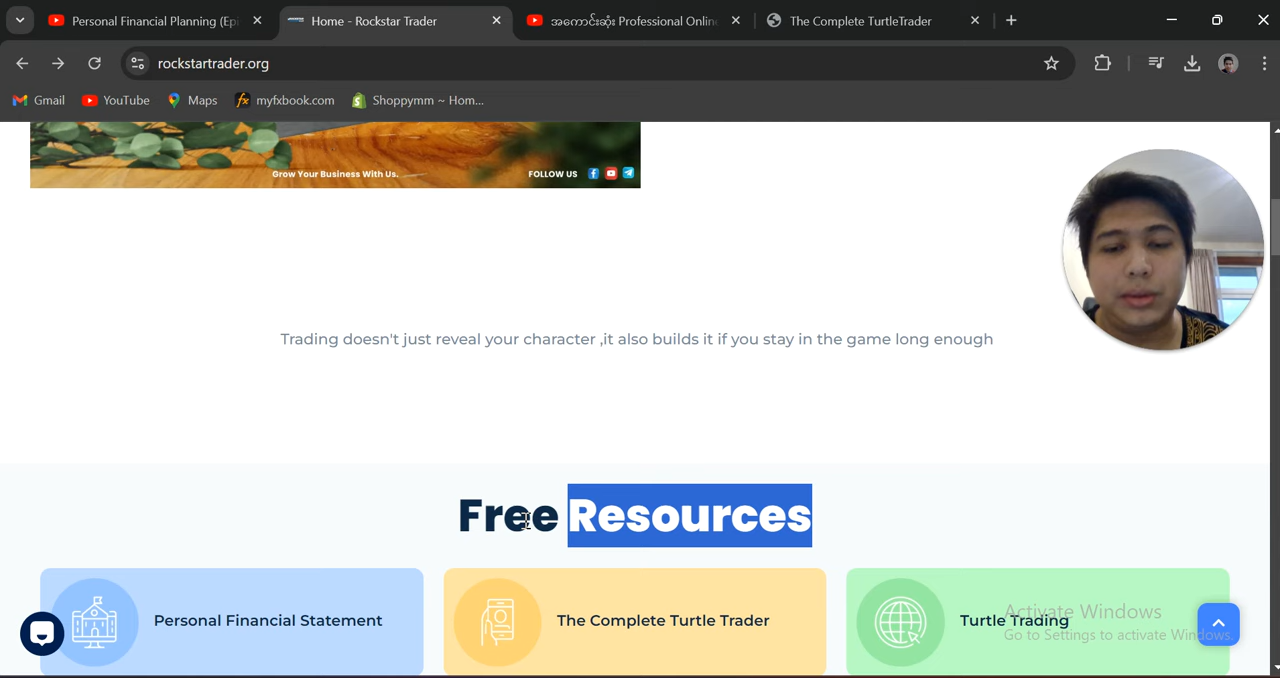 Personal Financial Planning (Epi
Home - Rockstar Trader
အကောင်းဆုံး Professional Onlin
The Complete TurtleTrader
rockstartrader.org
Gmail
YouTube
Maps
myfxbook.com
Shoppymm ~ Hom...
Grow Your Business With Us.
FOLLOW US
Trading doesn't just reveal your character ,it also builds it if you stay in the game long enough
Free Resources
Personal Financial Statement
The Complete Turtle Trader
Turtle Trading
Activate Windows
Go to Settings to activate Windows.